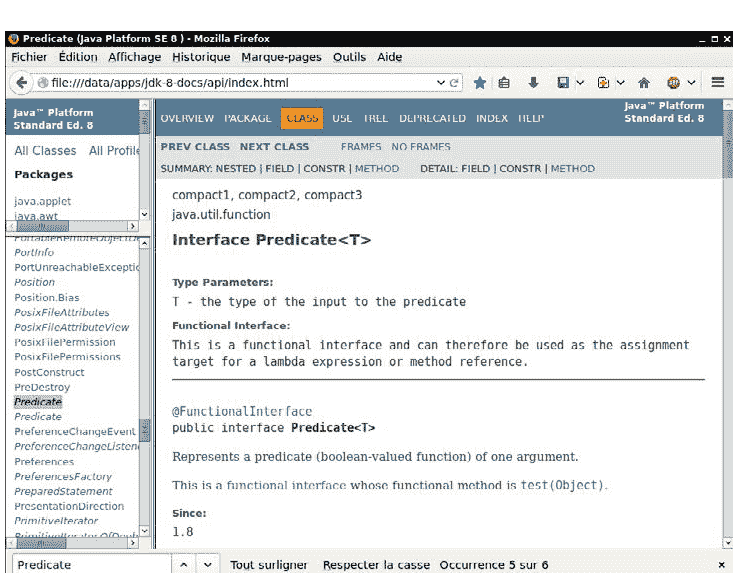 Predicate (Java Platform SE 8 ) - Mozilla Firefox
Fichier Édition Affichage Historique Marque-pages Outils Aide
file:///data/apps/jdk-8-docs/api/index.html
Java™ Platform
Standard Ed. 8
All Classes All Profile
Packages
java.applet
java.awt
PortableRemoteObjectDe
PortInfo
PortUnreachableExceptio
Position
Position.Bias
PosixFileAttributes
PosixFileAttributeView
PosixFilePermission
PosixFilePermissions
PostConstruct
PreDestroy
Predicate
Predicate
PreferenceChangeEvent
PreferenceChangeListene
Preferences
PreferencesFactory
PreparedStatement
PresentationDirection
PrimitiveIterator
PrimitiveIterator.OfDoubl
OVERVIEW PACKAGE CLASS USE TREE DEPRECATED INDEX HELP
Java™ Platform
Standard Ed. 8
PREV CLASS NEXT CLASS FRAMES NO FRAMES
SUMMARY: NESTED | FIELD | CONSTR | METHOD DETAIL: FIELD | CONSTR | METHOD
compact1, compact2, compact3
java.util.function
Interface Predicate<T>
Type Parameters:
T - the type of the input to the predicate
Functional Interface:
This is a functional interface and can therefore be used as the assignment
target for a lambda expression or method reference.
@FunctionalInterface
public interface Predicate<T>
Represents a predicate (boolean-valued function) of one argument.
This is a functional interface whose functional method is test(Object).
Since:
1.8
Predicate Tout surligner Respecter la casse Occurrence 5 sur 6